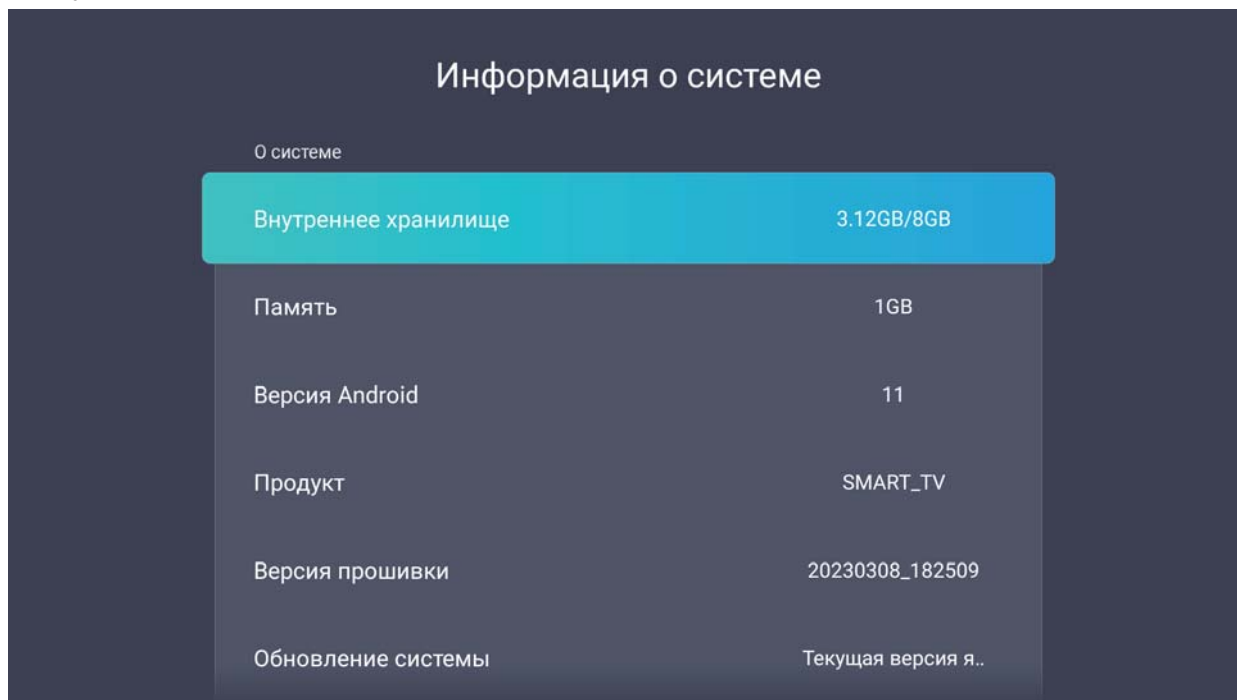 Информация о системе
О системе
Внутреннее хранилище 3.12GB/8GB
Память 1GB
Версия Android 11
Продукт SMART_TV
Версия прошивки 20230308_182509
Обновление системы Текущая версия я..